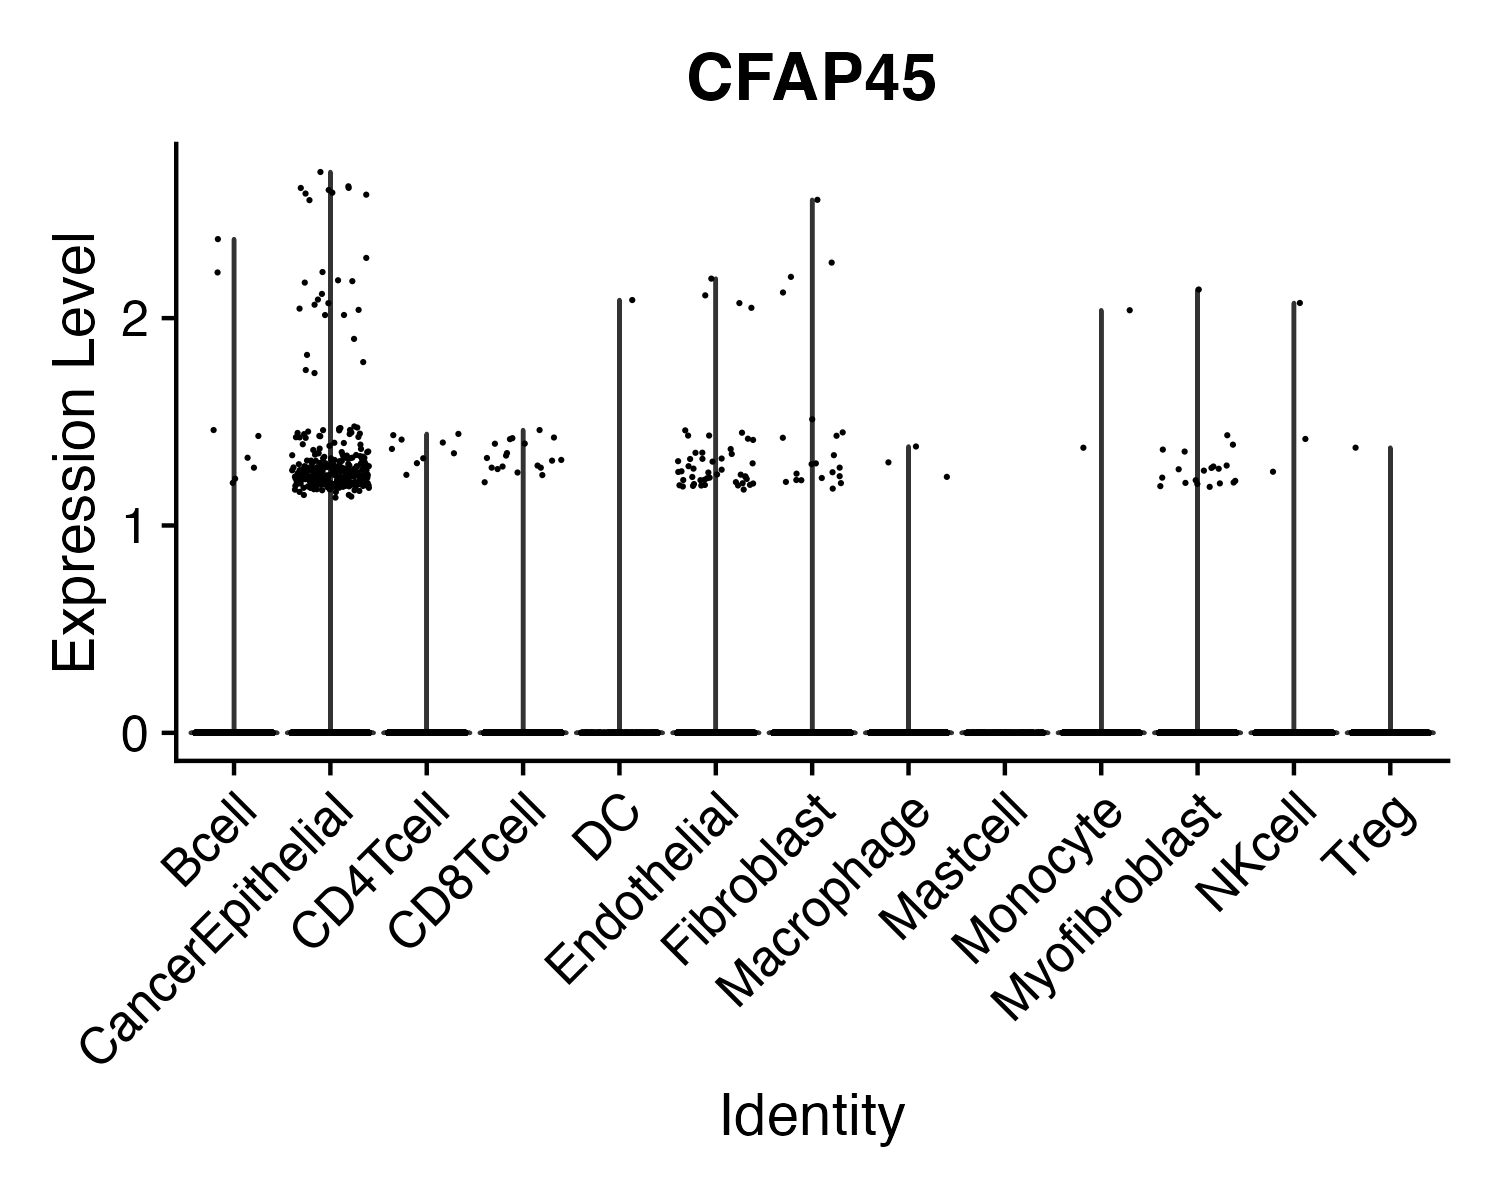 CFAP45
Expression Level
2
1
0
Bcell
CancerEpithelial
CD4Tcell
CD8Tcell
DC
Endothelial
Fibroblast
Macrophage
Mastcell
Monocyte
Myofibroblast
NKcell
Treg
Identity